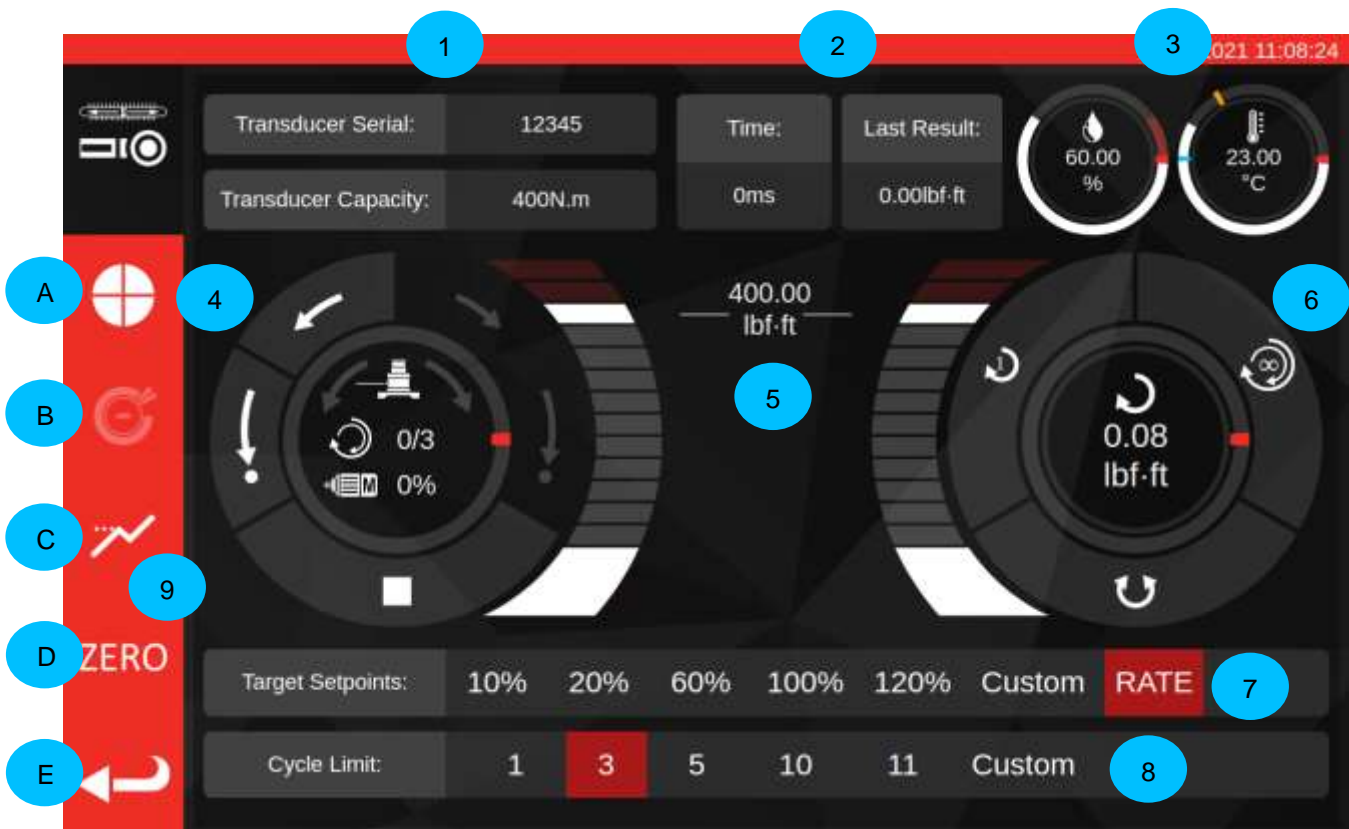 1
2
3
021 11:08:24
Transducer Serial: 12345
Time:
Last Result:
60.00
%
23.00
°C
Transducer Capacity: 400N.m
0ms
0.00lbf·ft
A
4
400.00
lbf·ft
6
1
∞
B
5
0/3
0.08
lbf·ft
M 0%
C
9
D
ZERO
Target Setpoints: 10% 20% 60% 100% 120% Custom RATE
7
E
Cycle Limit: 1 3 5 10 11 Custom
8